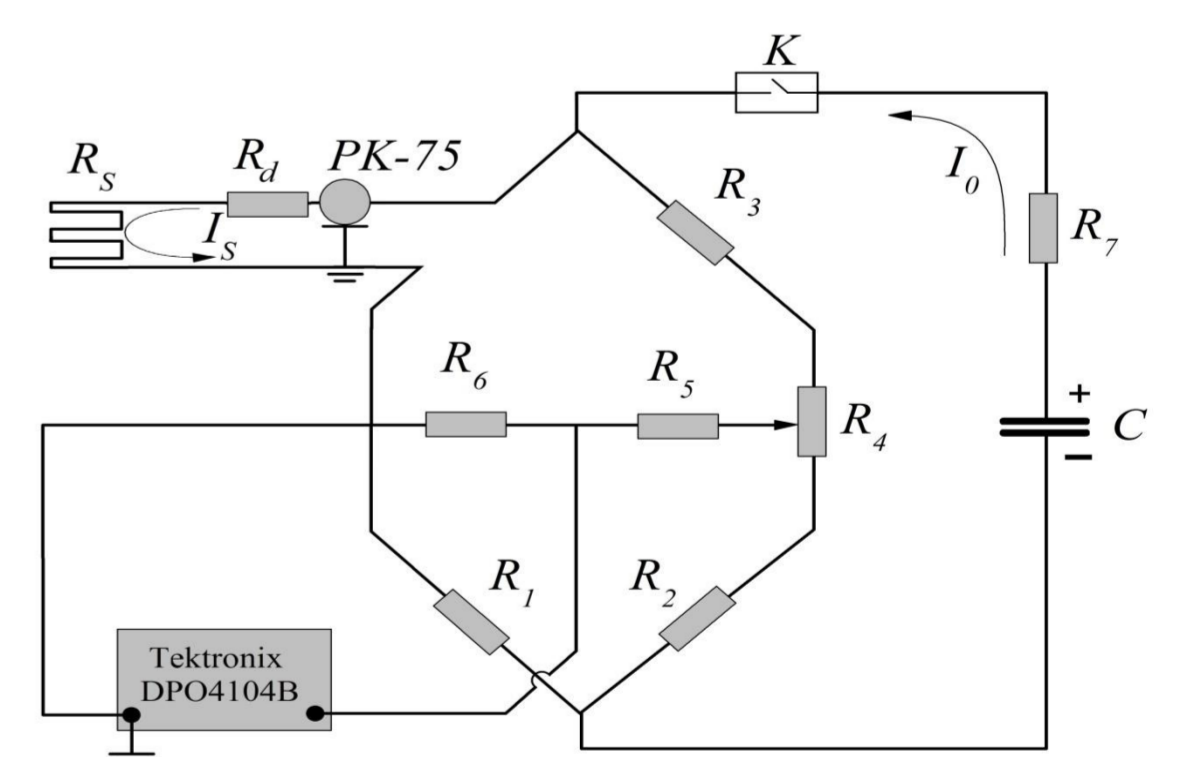 K
R_S
R_d
PK-75
R_3
I_0
I_S
R_7
R_6
R_5
R_4
+
C
−
R_1
R_2
Tektronix
DPO4104B